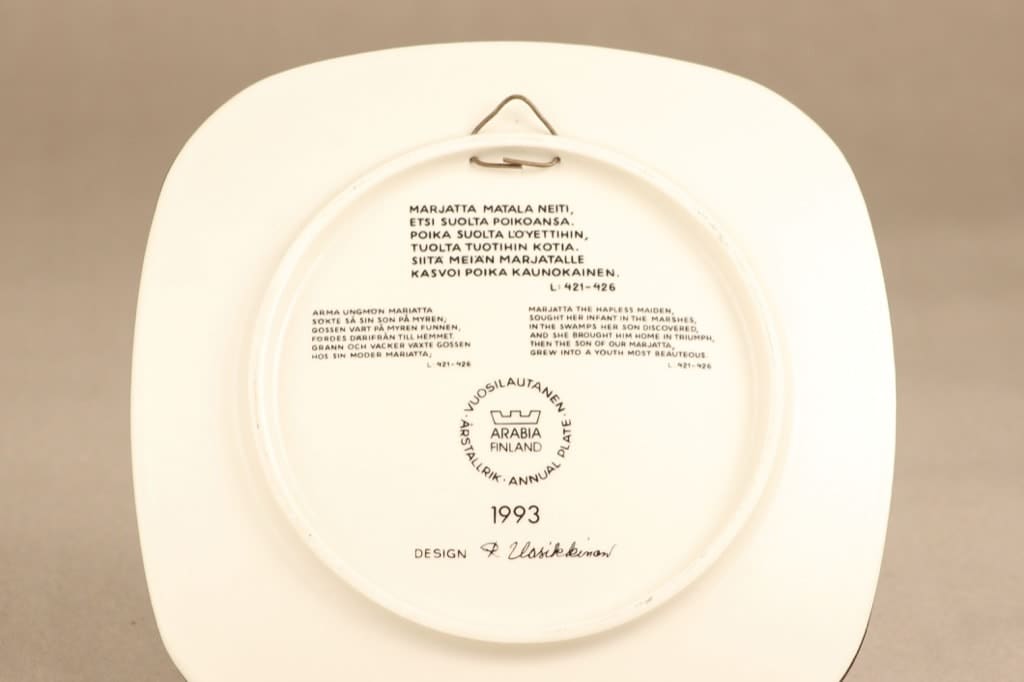 MARJATTA MATALA NEITI,
ETSI SUOLTA POIKOANSA.
POIKA SUOLTA LÖYETTIHIN,
TUOLTA TUOTIHIN KOTIA.
SIITÄ MEIÄN MARJATALLE
KASVOI POIKA KAUNOKAINEN.
L: 421-426
ARMA UNGMÖN MARIATTA
SÖKTE SÅ SIN SON PÅ MYREN;
GOSSEN VART PÅ MYREN FUNNEN,
FÖRDES DÄRIFRÅN TILL HEMMET.
GRANN OCH VACKER VÄXTE GOSSEN
HOS SIN MODER MARIATTA;
L: 421-426
MARJATTA THE HAPLESS MAIDEN,
SOUGHT HER INFANT IN THE MARSHES,
IN THE SWAMPS HER SON DISCOVERED,
AND SHE BROUGHT HIM HOME IN TRIUMPH,
THEN THE SON OF OUR MARJATTA,
GREW INTO A YOUTH MOST BEAUTEOUS.
L: 421-426
· VUOSILAUTANEN · ANNUAL PLATE · ÅRSTALLRIK
ARABIA
FINLAND
1993
DESIGN R. Uosikkinen